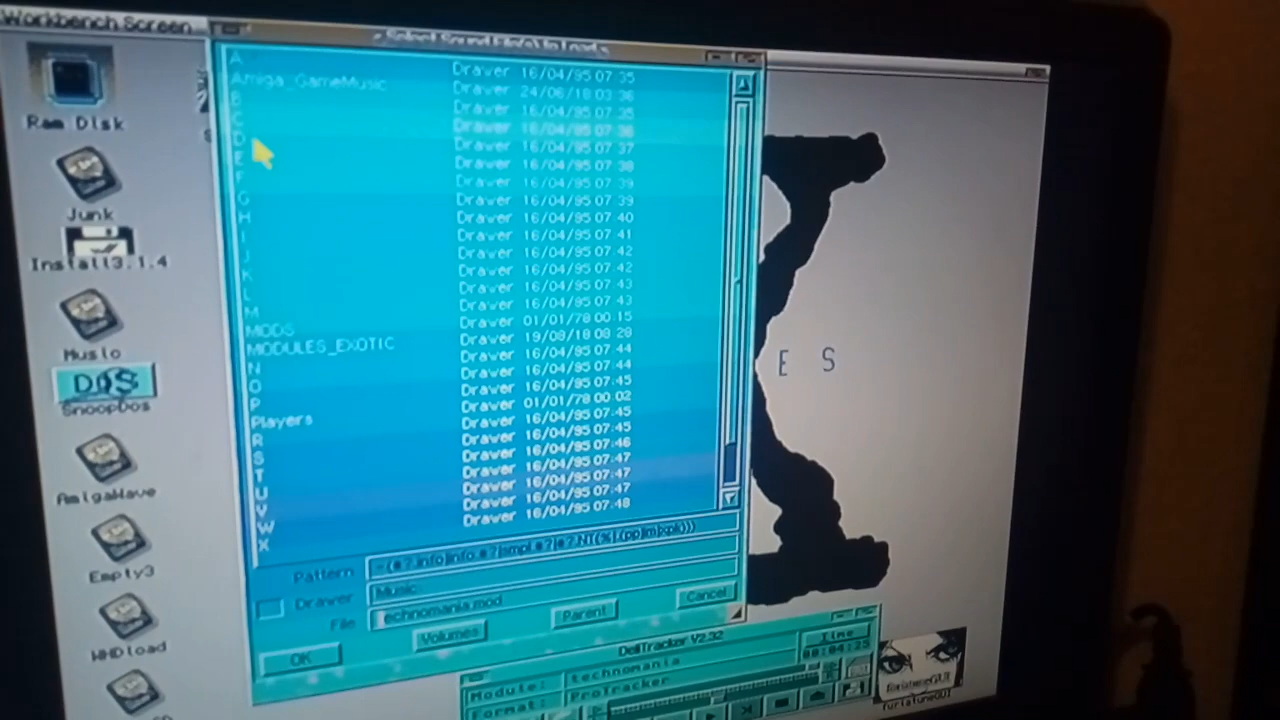 Workbench Screen
Select Sound File(s) to load
Ram Disk
Junk
Install3.1.4
Music
DOS
SnoopDos
AmigaWave
Empty3
WHDload
A
Drawer 16/04/95 07:35
Amiga_GameMusic Drawer 24/06/18 03:36
B Drawer 16/04/95 07:35
C Drawer 16/04/95 07:36
D Drawer 16/04/95 07:37
E Drawer 16/04/95 07:38
F Drawer 16/04/95 07:39
G Drawer 16/04/95 07:39
H Drawer 16/04/95 07:40
I Drawer 16/04/95 07:41
J Drawer 16/04/95 07:42
K Drawer 16/04/95 07:42
L Drawer 16/04/95 07:43
M Drawer 16/04/95 07:43
MODS Drawer 01/01/78 00:15
MODULES_EXOTIC Drawer 19/08/18 08:28
N Drawer 16/04/95 07:44
O Drawer 16/04/95 07:44
P Drawer 16/04/95 07:45
Players Drawer 01/01/78 00:02
R Drawer 16/04/95 07:45
S Drawer 16/04/95 07:45
T Drawer 16/04/95 07:46
U Drawer 16/04/95 07:47
V Drawer 16/04/95 07:47
W Drawer 16/04/95 07:47
X Drawer 16/04/95 07:48
Pattern
Drawer Music
File technomania.mod
OK Volumes Parent Cancel
E S
DeliTracker V2.32
Module: technomania Time
Format: ProTracker 00:04:25
furiatuneGUI